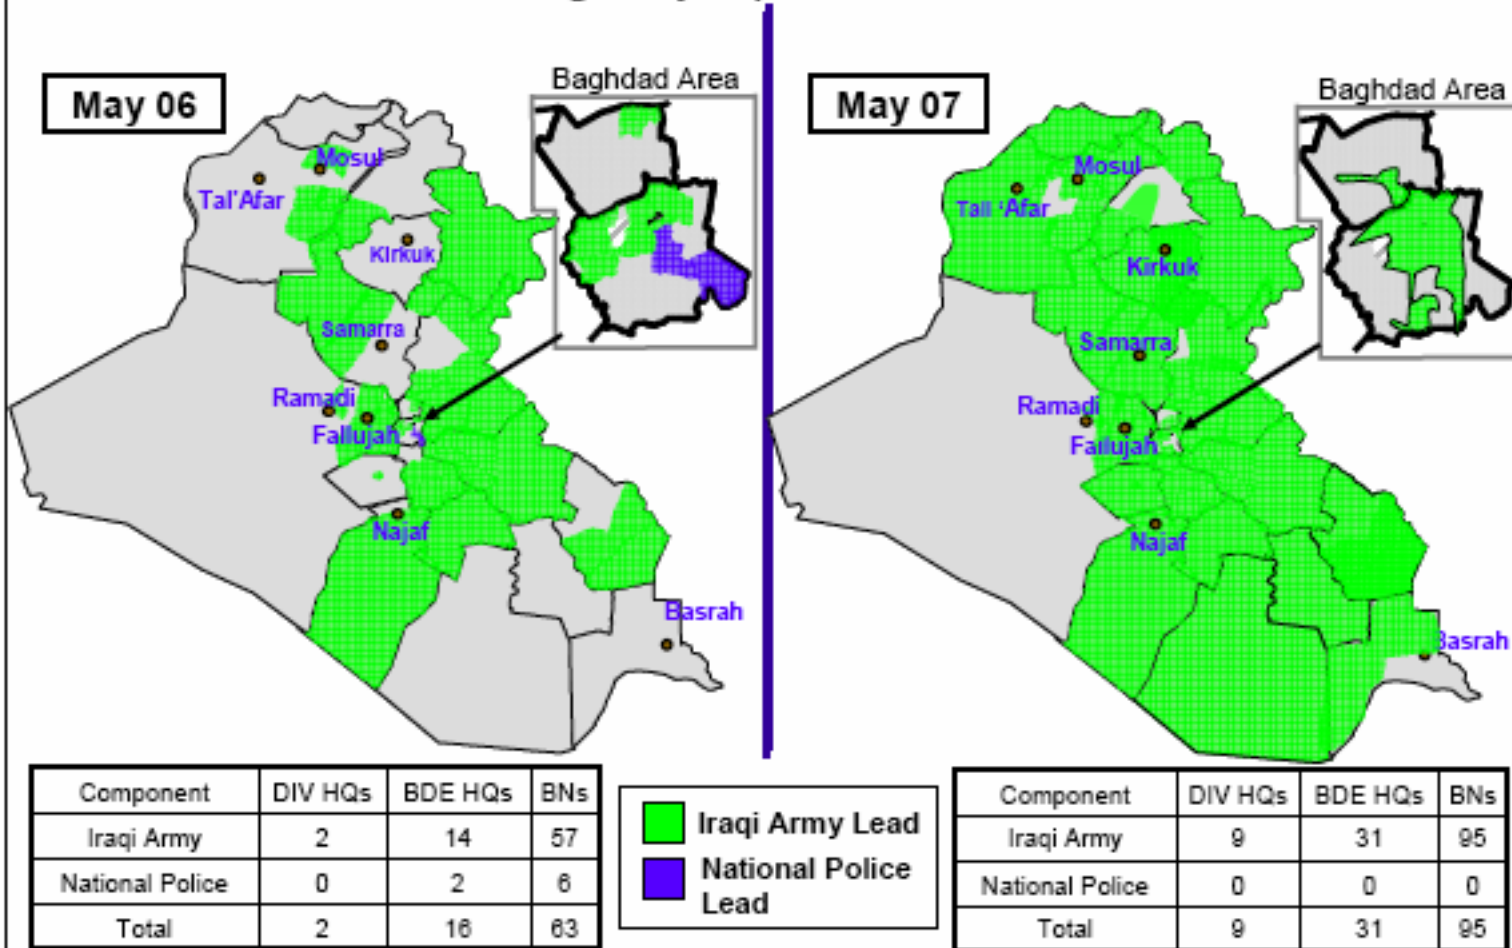 May 06
Baghdad Area
Mosul
Tal'Afar
Kirkuk
Samarra
Ramadi
Fallujah
Najaf
Basrah
Component DIV HQs BDE HQs BNs
Iraqi Army 2 14 57
National Police 0 2 6
Total 2 16 63
Iraqi Army Lead
National Police
Lead
May 07
Baghdad Area
Mosul
Tall 'Afar
Kirkuk
Samarra
Ramadi
Fallujah
Najaf
Basrah
Component DIV HQs BDE HQs BNs
Iraqi Army 9 31 95
National Police 0 0 0
Total 9 31 95